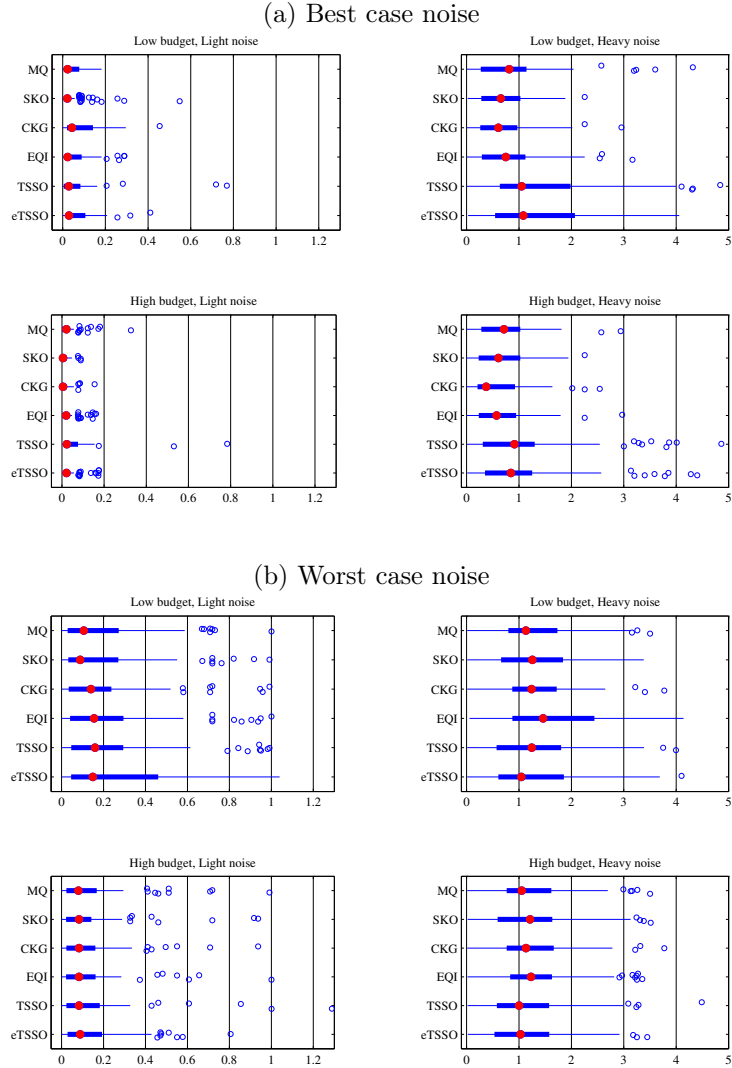 (a) Best case noise
Low budget, Light noise
MQ
SKO
CKG
EQI
TSSO
eTSSO
0 0.2 0.4 0.6 0.8 1 1.2
Low budget, Heavy noise
MQ
SKO
CKG
EQI
TSSO
eTSSO
0 1 2 3 4 5
High budget, Light noise
MQ
SKO
CKG
EQI
TSSO
eTSSO
0 0.2 0.4 0.6 0.8 1 1.2
High budget, Heavy noise
MQ
SKO
CKG
EQI
TSSO
eTSSO
0 1 2 3 4 5
(b) Worst case noise
Low budget, Light noise
MQ
SKO
CKG
EQI
TSSO
eTSSO
0 0.2 0.4 0.6 0.8 1 1.2
Low budget, Heavy noise
MQ
SKO
CKG
EQI
TSSO
eTSSO
0 1 2 3 4 5
High budget, Light noise
MQ
SKO
CKG
EQI
TSSO
eTSSO
0 0.2 0.4 0.6 0.8 1 1.2
High budget, Heavy noise
MQ
SKO
CKG
EQI
TSSO
eTSSO
0 1 2 3 4 5